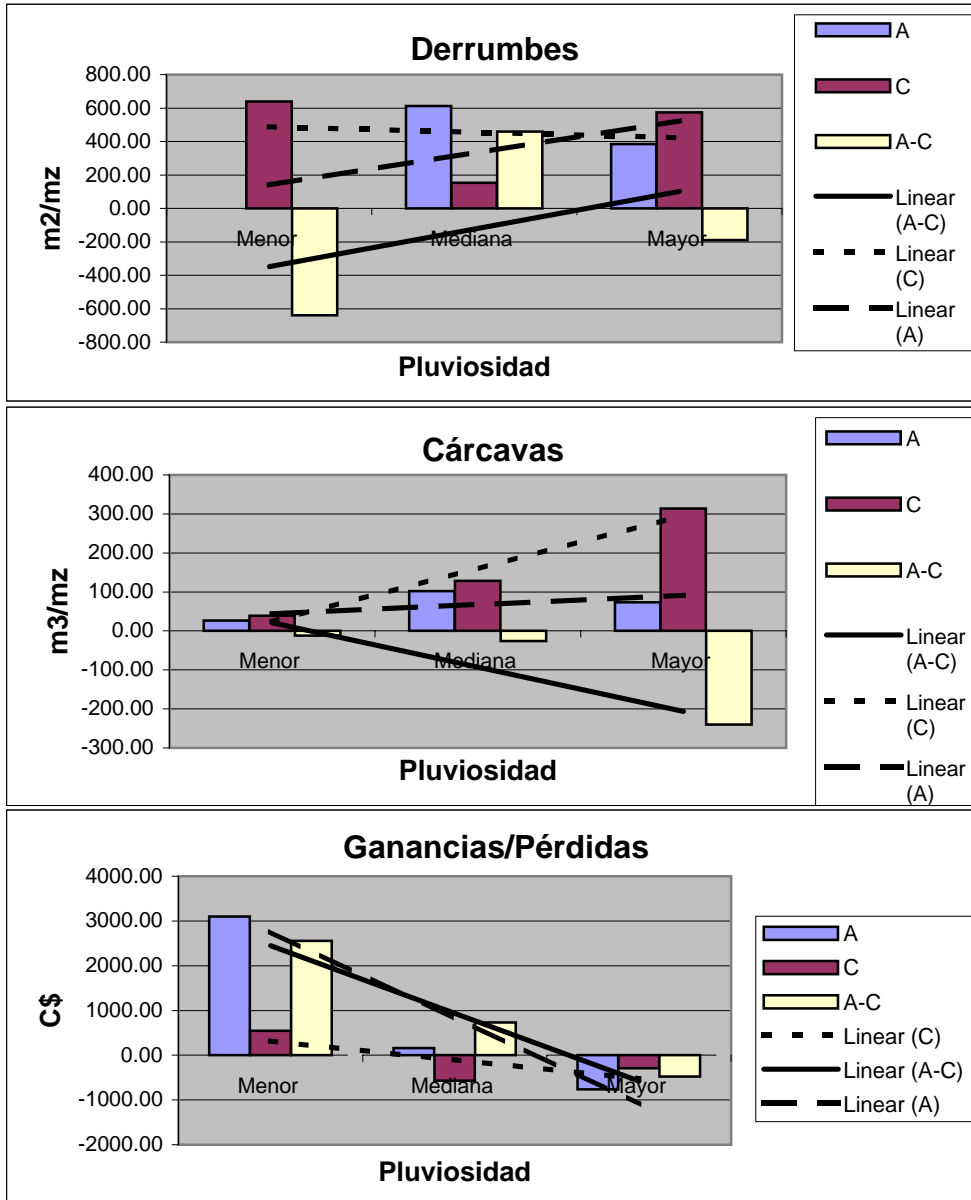 Derrumbes
800.00
600.00
400.00
200.00
0.00
-200.00
-400.00
-600.00
-800.00
m2/mz
Menor
Mediana
Mayor
Pluviosidad
A
C
A-C
Linear
(A-C)
Linear
(C)
Linear
(A)
Cárcavas
400.00
300.00
200.00
100.00
0.00
-100.00
-200.00
-300.00
m3/mz
Menor
Mediana
Mayor
Pluviosidad
A
C
A-C
Linear
(A-C)
Linear
(C)
Linear
(A)
Ganancias/Pérdidas
4000.00
3000.00
2000.00
1000.00
0.00
-1000.00
-2000.00
C$
Menor
Mediana
Mayor
Pluviosidad
A
C
A-C
Linear (C)
Linear (A-C)
Linear (A)